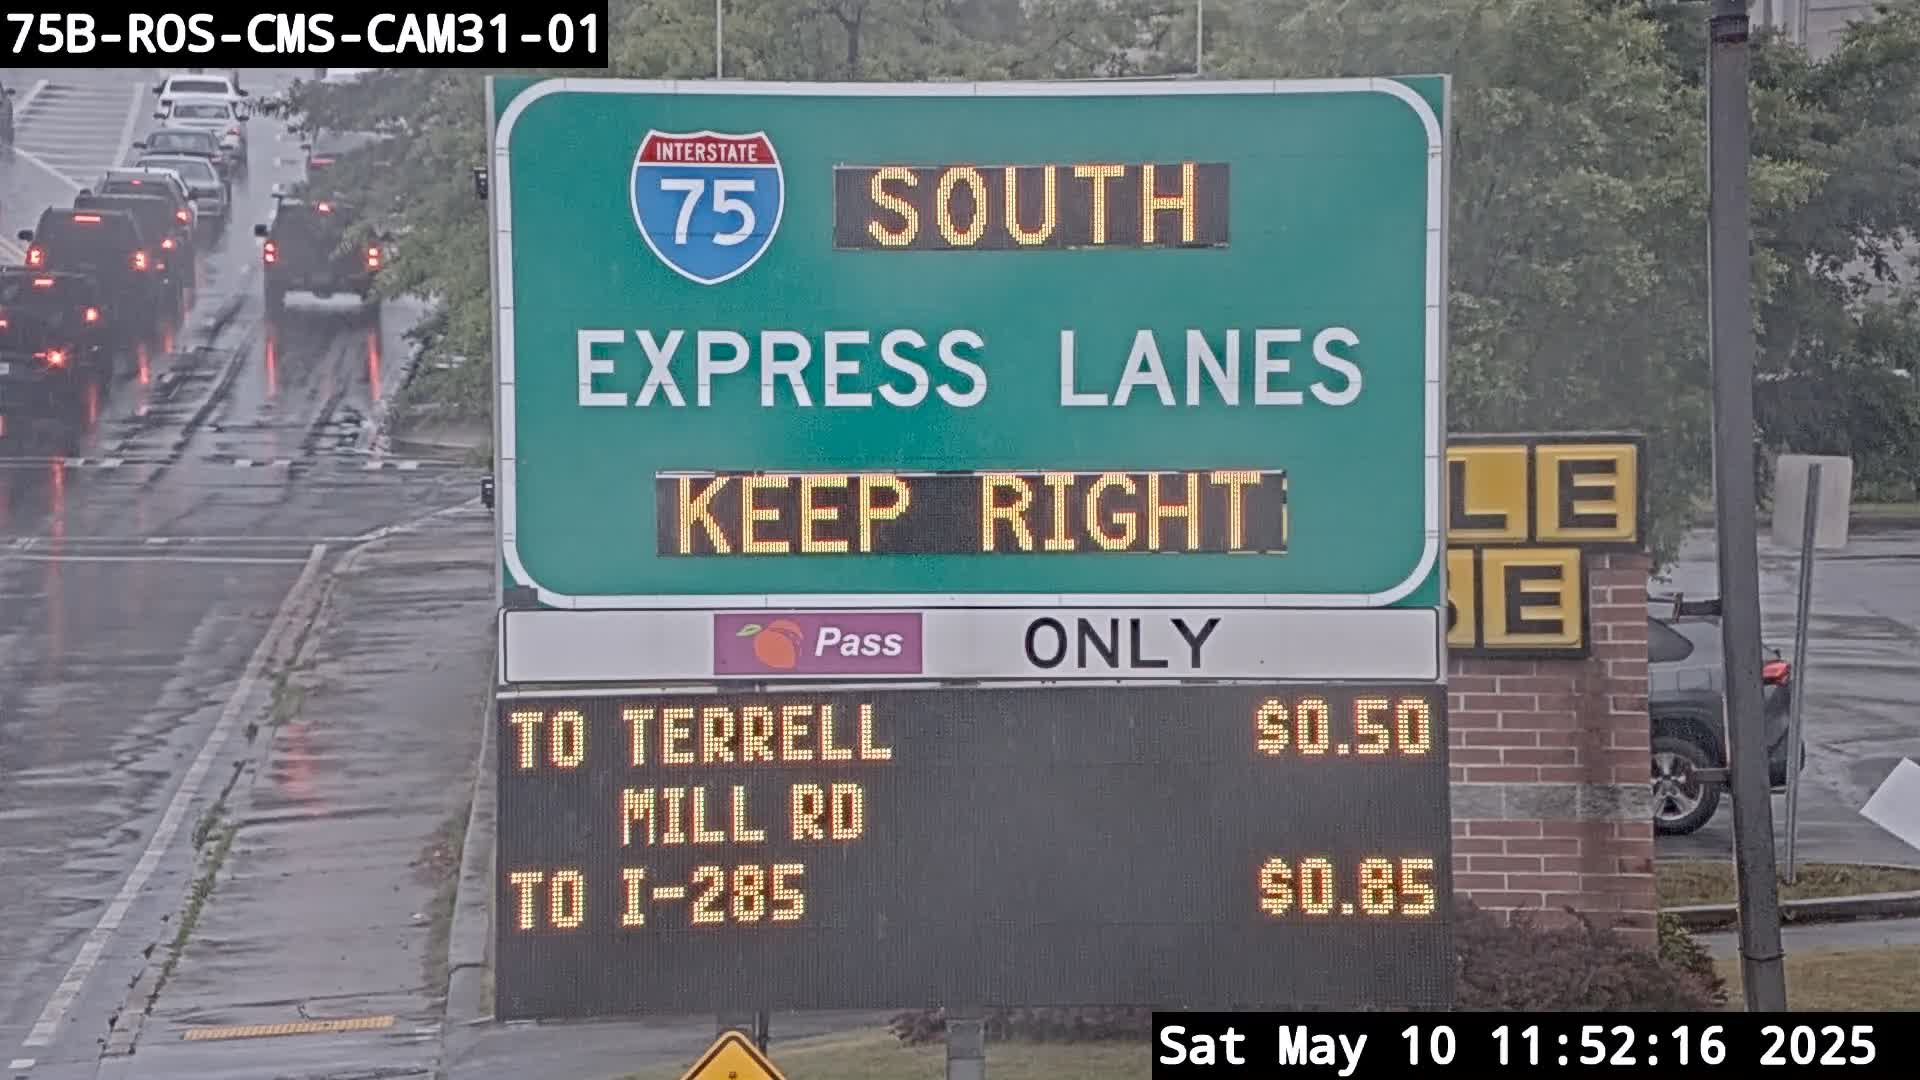 75B-ROS-CMS-CAM31-01
INTERSTATE
75
SOUTH
EXPRESS LANES
KEEP RIGHT
Pass
ONLY
TO TERRELL $0.50
MILL RD
TO I-285 $0.85
LE
E
Sat May 10 11:52:16 2025